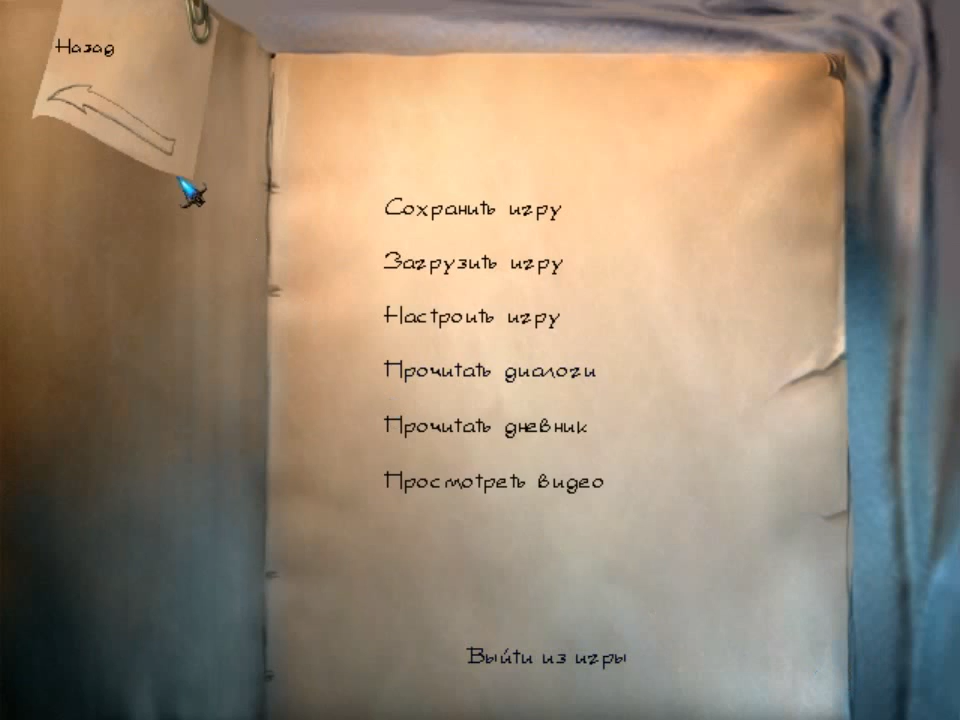 Назад
Сохранить игру
Загрузить игру
Настроить игру
Прочитать диалоги
Прочитать дневник
Просмотреть видео
Выйти из игры